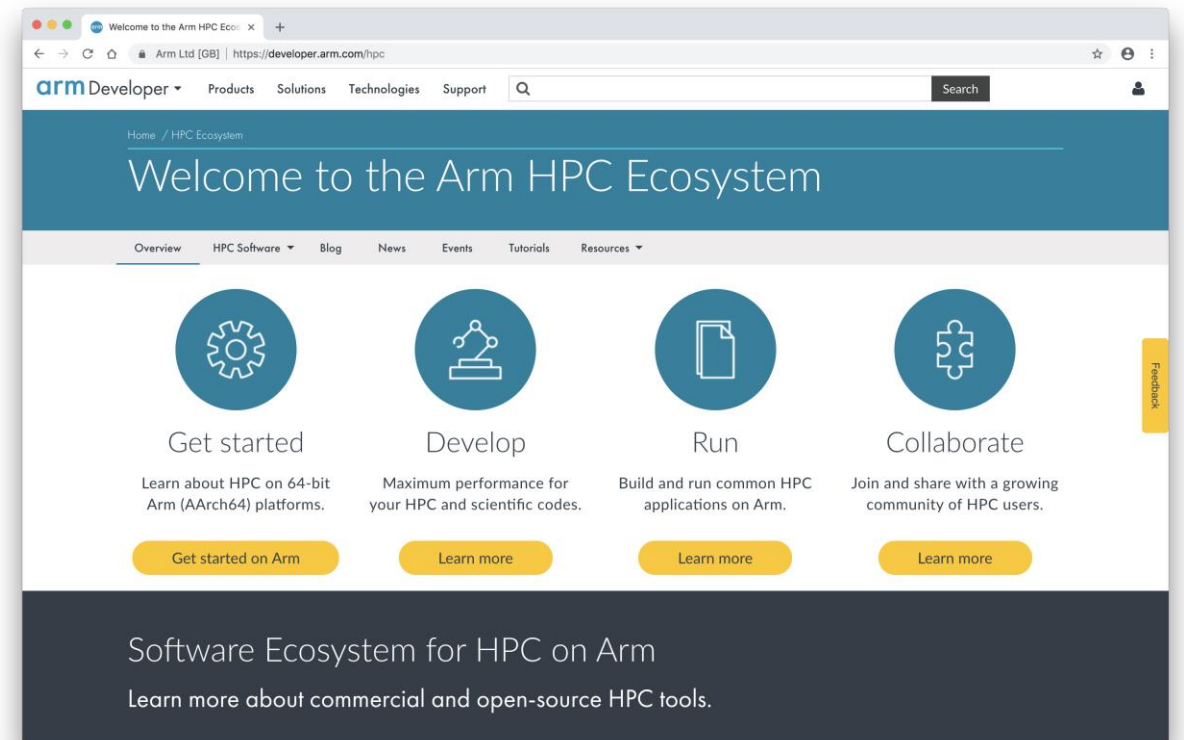 Welcome to the Arm HPC Ecos
Arm Ltd [GB] | https://developer.arm.com/hpc
arm Developer Products Solutions Technologies Support Search
Home / HPC Ecosystem
Welcome to the Arm HPC Ecosystem
Overview HPC Software Blog News Events Tutorials Resources
Get started
Learn about HPC on 64-bit
Arm (AArch64) platforms.
Get started on Arm
Develop
Maximum performance for
your HPC and scientific codes.
Learn more
Run
Build and run common HPC
applications on Arm.
Learn more
Collaborate
Join and share with a growing
community of HPC users.
Learn more
Feedback
Software Ecosystem for HPC on Arm
Learn more about commercial and open-source HPC tools.